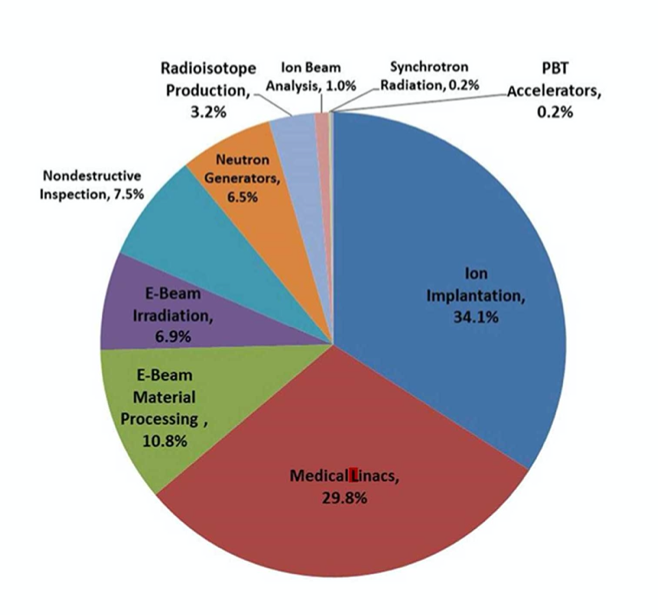 Radioisotope
Production,
3.2%
Ion Beam
Analysis, 1.0%
Synchrotron
Radiation, 0.2%
PBT
Accelerators,
0.2%
Neutron
Generators,
6.5%
Nondestructive
Inspection, 7.5%
Ion
Implantation,
34.1%
E-Beam
Irradiation,
6.9%
E-Beam
Material
Processing ,
10.8%
Medical Linacs,
29.8%